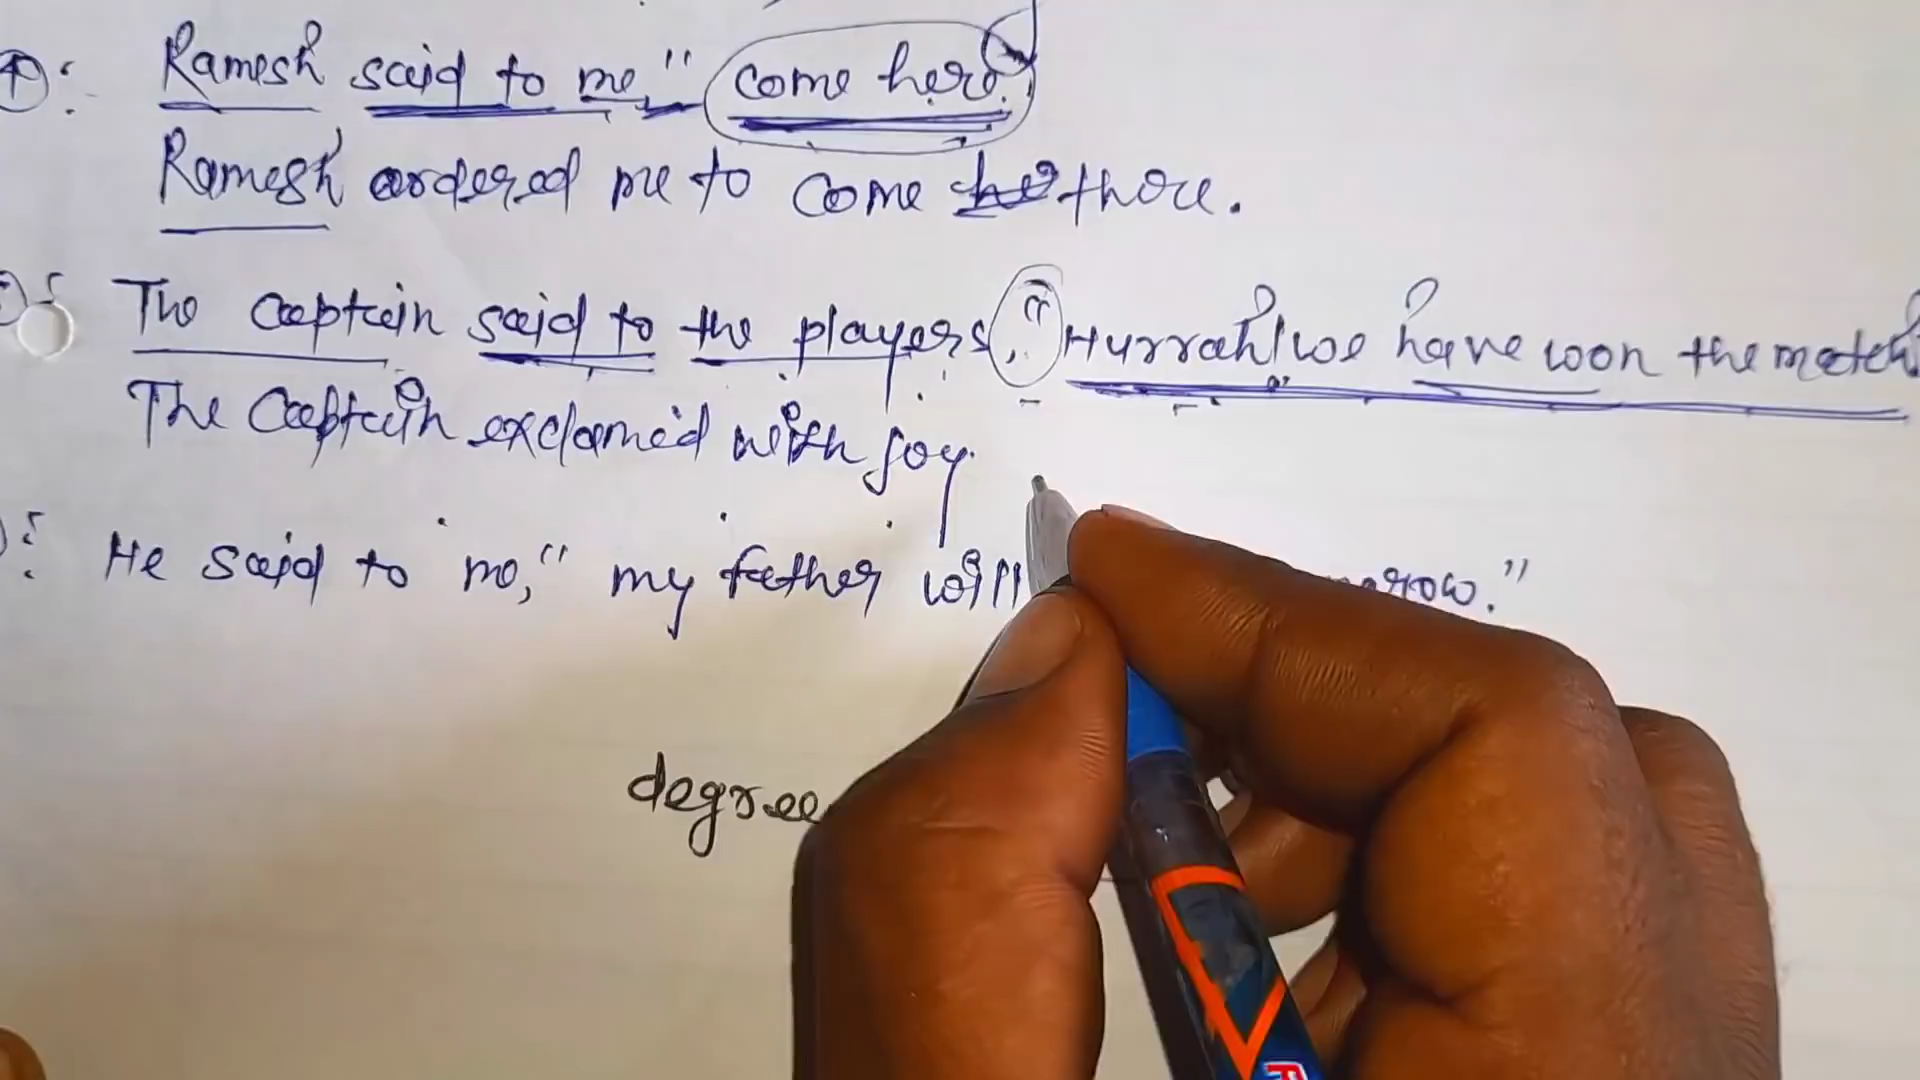 Ramesh said to me, " come here.
Ramesh ordered me to come there.
The Captain said to the players, " Hurrah! we have won the match
The Captain exclaimed with joy.
He said to me, " my father will ."
degree